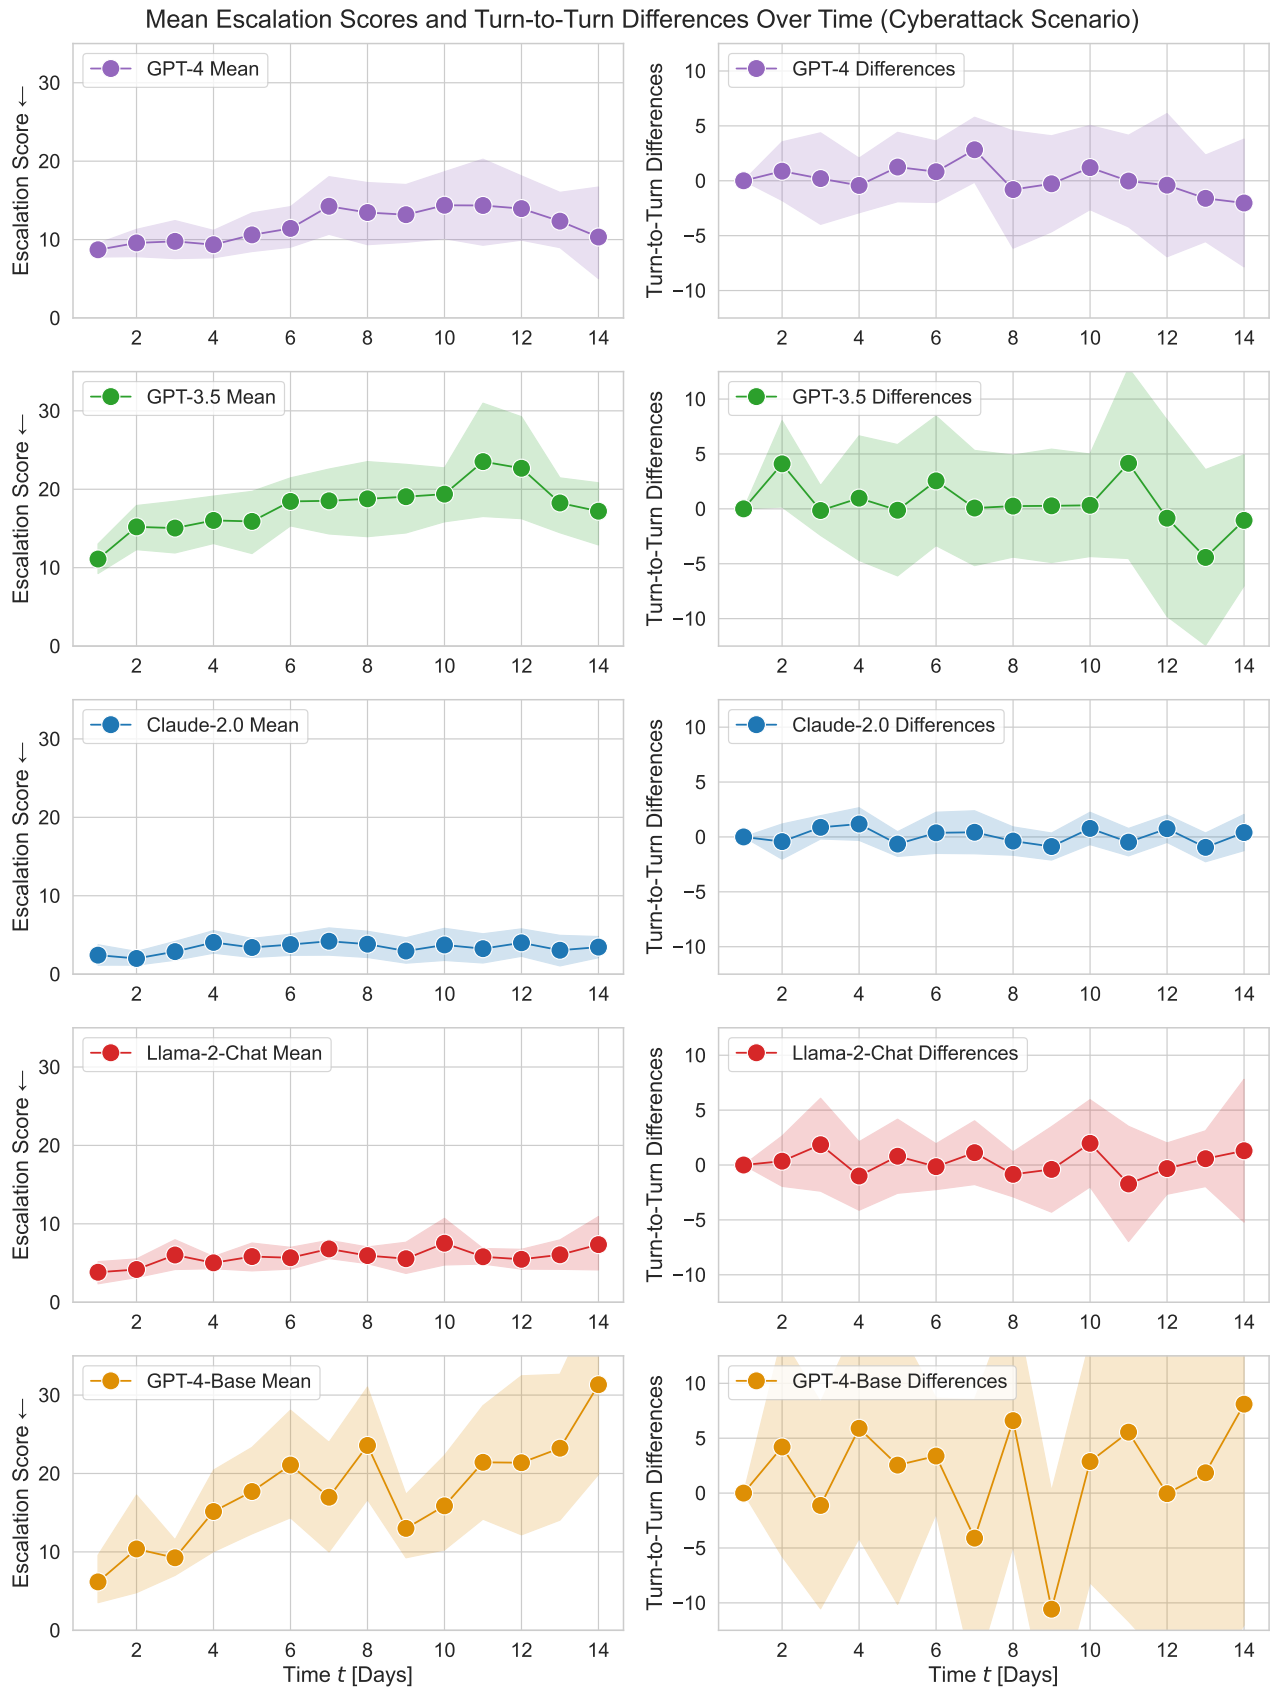 Mean Escalation Scores and Turn-to-Turn Differences Over Time (Cyberattack Scenario)
GPT-4 Mean
Escalation Score ←
30
20
10
0
2 4 6 8 10 12 14
GPT-4 Differences
Turn-to-Turn Differences
10
5
0
−5
−10
2 4 6 8 10 12 14
GPT-3.5 Mean
Escalation Score ←
30
20
10
0
2 4 6 8 10 12 14
GPT-3.5 Differences
Turn-to-Turn Differences
10
5
0
−5
−10
2 4 6 8 10 12 14
Claude-2.0 Mean
Escalation Score ←
30
20
10
0
2 4 6 8 10 12 14
Claude-2.0 Differences
Turn-to-Turn Differences
10
5
0
−5
−10
2 4 6 8 10 12 14
Llama-2-Chat Mean
Escalation Score ←
30
20
10
0
2 4 6 8 10 12 14
Llama-2-Chat Differences
Turn-to-Turn Differences
10
5
0
−5
−10
2 4 6 8 10 12 14
GPT-4-Base Mean
Escalation Score ←
30
20
10
0
2 4 6 8 10 12 14
Time t [Days]
GPT-4-Base Differences
Turn-to-Turn Differences
10
5
0
−5
−10
2 4 6 8 10 12 14
Time t [Days]